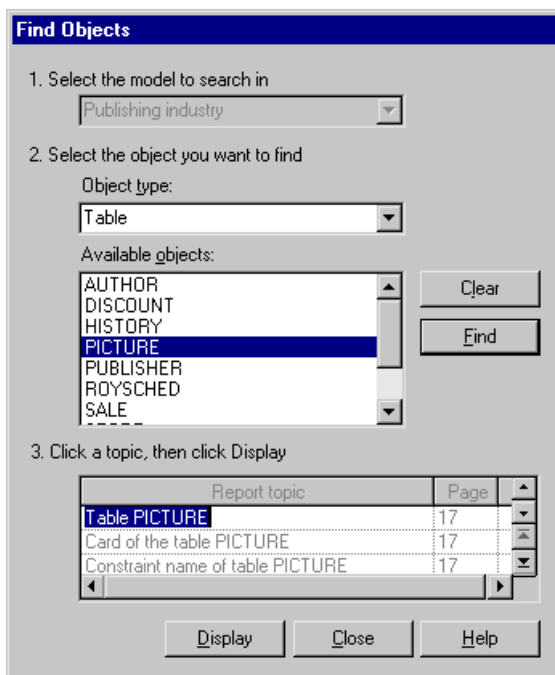 Find Objects
1. Select the model to search in
Publishing industry
2. Select the object you want to find
Object type:
Table
Available objects:
AUTHOR
DISCOUNT
HISTORY
PICTURE
PUBLISHER
ROYSCHED
SALE
Clear
Find
3. Click a topic, then click Display
Report topic Page
Table PICTURE 17
Card of the table PICTURE 17
Constraint name of table PICTURE 17
Display Close Help